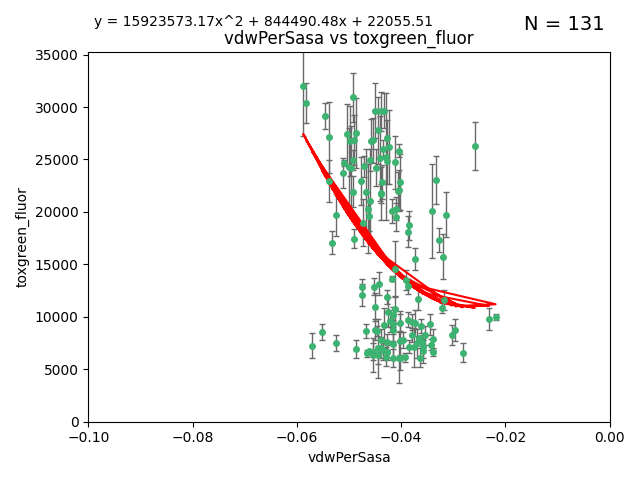 y = 15923573.17x^2 + 844490.48x + 22055.51
N = 131
vdwPerSasa vs toxgreen_fluor
35000
30000
25000
20000
15000
10000
5000
0
toxgreen_fluor
−0.10
−0.08
−0.06
−0.04
−0.02
0.00
vdwPerSasa